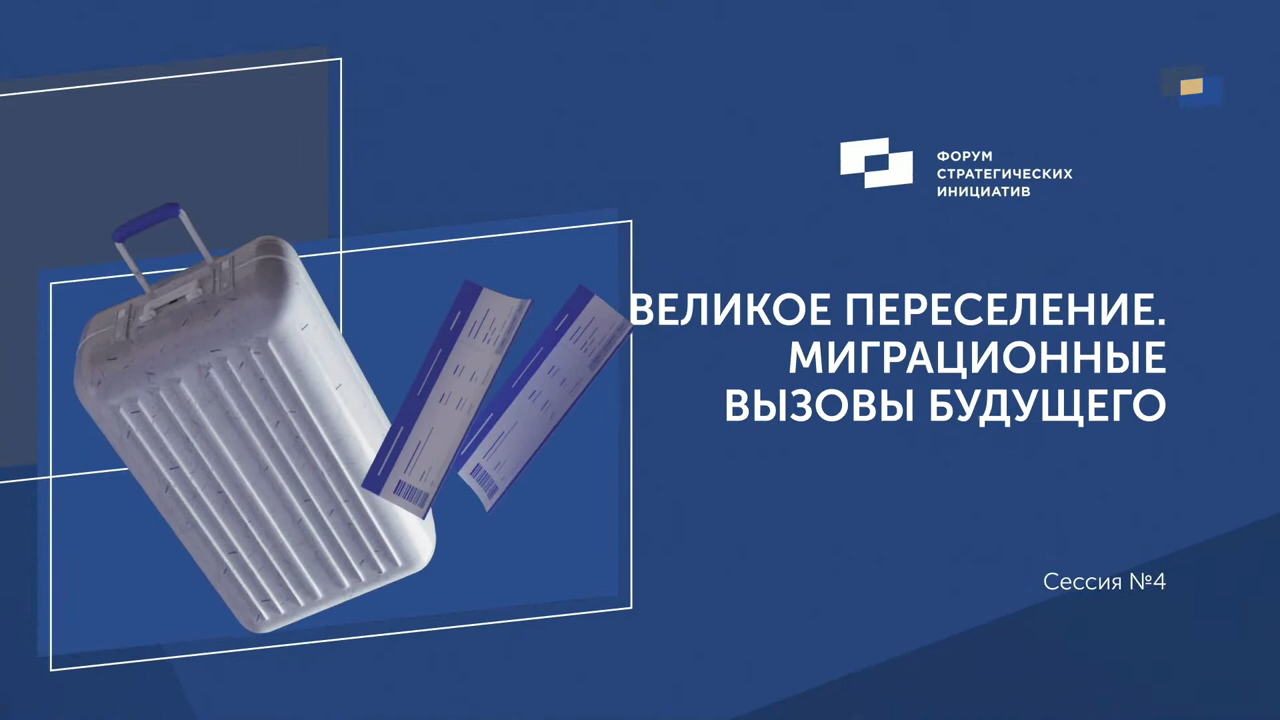 ФОРУМ
СТРАТЕГИЧЕСКИХ
ИНИЦИАТИВ
ВЕЛИКОЕ ПЕРЕСЕЛЕНИЕ.
МИГРАЦИОННЫЕ
ВЫЗОВЫ БУДУЩЕГО
Сессия №4